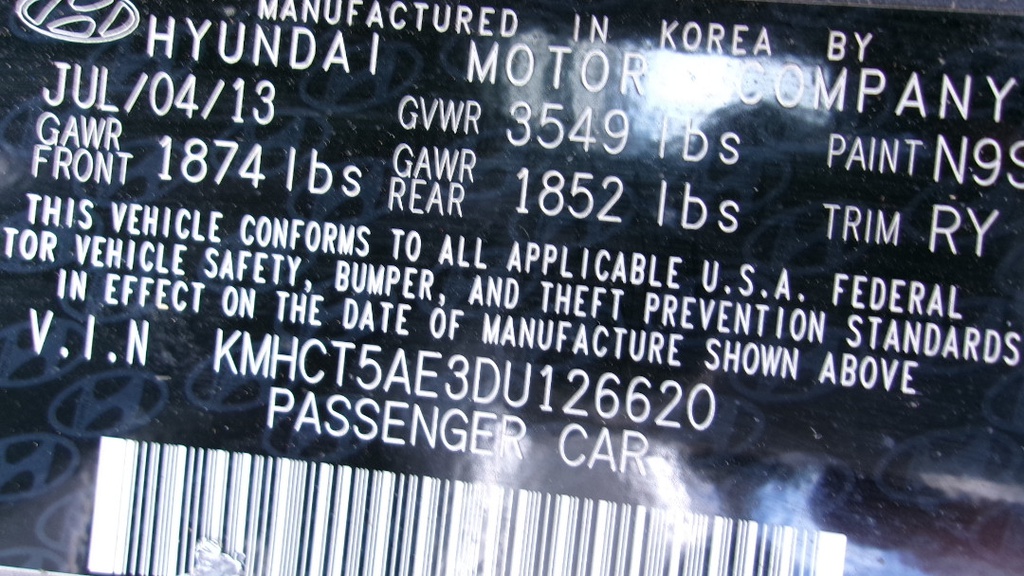 MANUFACTURED IN KOREA BY
HYUNDAI MOTOR COMPANY
JUL/04/13 GVWR 3549 lbs PAINT N9S
GAWR FRONT 1874 lbs GAWR REAR 1852 lbs TRIM RY
THIS VEHICLE CONFORMS TO ALL APPLICABLE U.S.A. FEDERAL
TOR VEHICLE SAFETY, BUMPER, AND THEFT PREVENTION STANDARDS
IN EFFECT ON THE DATE OF MANUFACTURE SHOWN ABOVE
V.I.N KMHCT5AE3DU126620
PASSENGER CAR